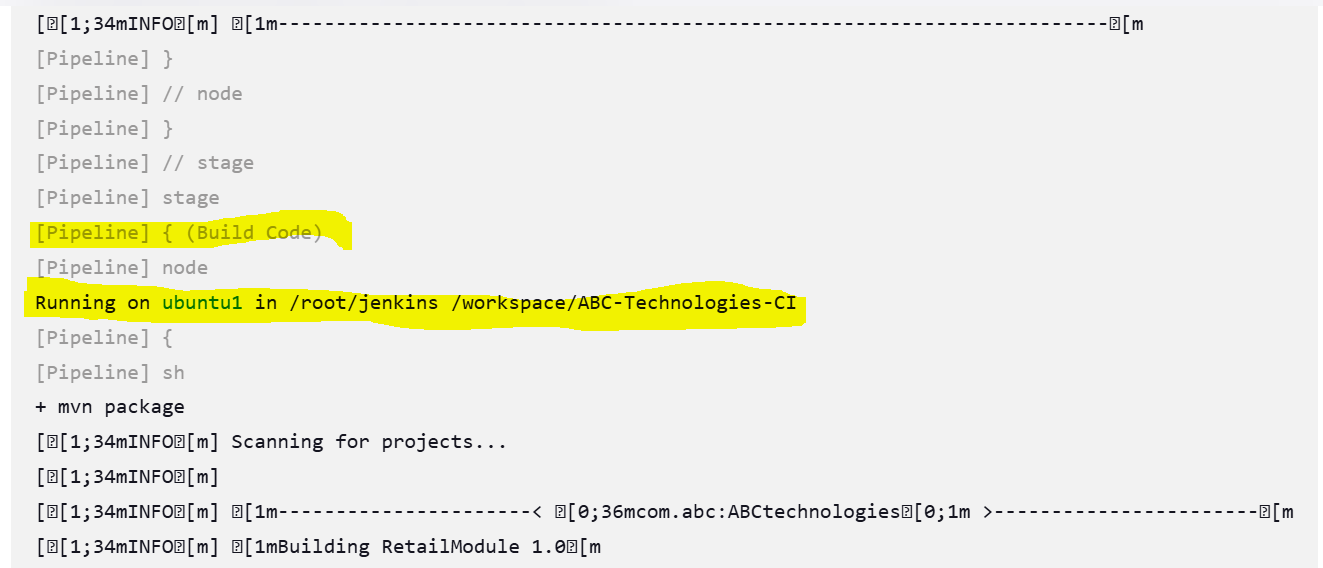 [␛[1;34mINFO␛[m] ␛[1m------------------------------------------------------------------------␛[m
[Pipeline] }
[Pipeline] // node
[Pipeline] }
[Pipeline] // stage
[Pipeline] stage
[Pipeline] { (Build Code)
[Pipeline] node
Running on ubuntu1 in /root/jenkins /workspace/ABC-Technologies-CI
[Pipeline] {
[Pipeline] sh
+ mvn package
[␛[1;34mINFO␛[m] Scanning for projects...
[␛[1;34mINFO␛[m]
[␛[1;34mINFO␛[m] ␛[1m----------------------< ␛[0;36mcom.abc:ABCtechnologies␛[0;1m >-----------------------␛[m
[␛[1;34mINFO␛[m] ␛[1mBuilding RetailModule 1.0␛[m